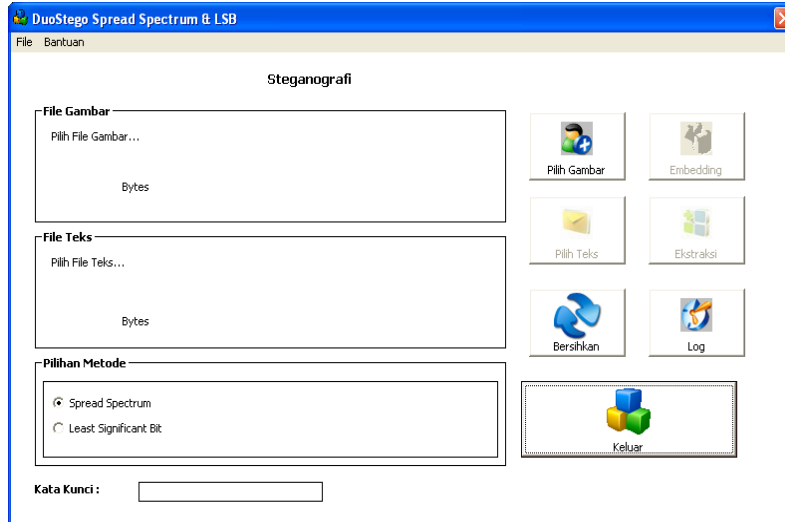 DuoStego Spread Spectrum & LSB
File Bantuan
Steganografi
File Gambar
Pilih File Gambar...
Bytes
Pilih Gambar
Embedding
File Teks
Pilih File Teks...
Bytes
Pilih Teks
Ekstraksi
Bersihkan
Log
Pilihan Metode
Spread Spectrum
Least Significant Bit
Keluar
Kata Kunci :